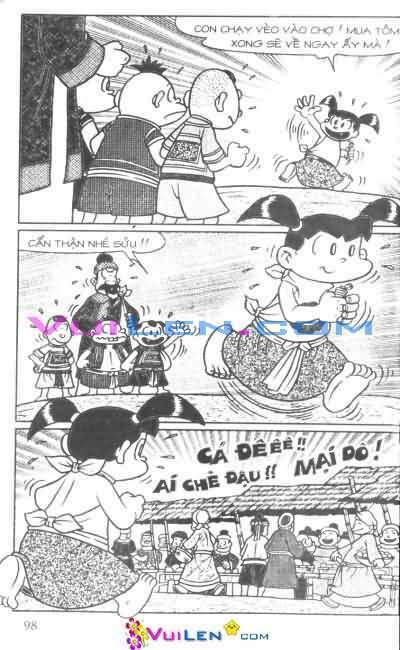 CON CHẠY VÈO VÀO CHỢ! MUA TÔM
XONG SẼ VỀ NGAY ẤY MÀ!
CẨN THẬN NHÉ SỬU!!
VUILEN.COM
CÁ ĐÊÊÊ!!
AI CHÈ ĐẬU!!
MẠI DÔ!
98
VUILEN.COM